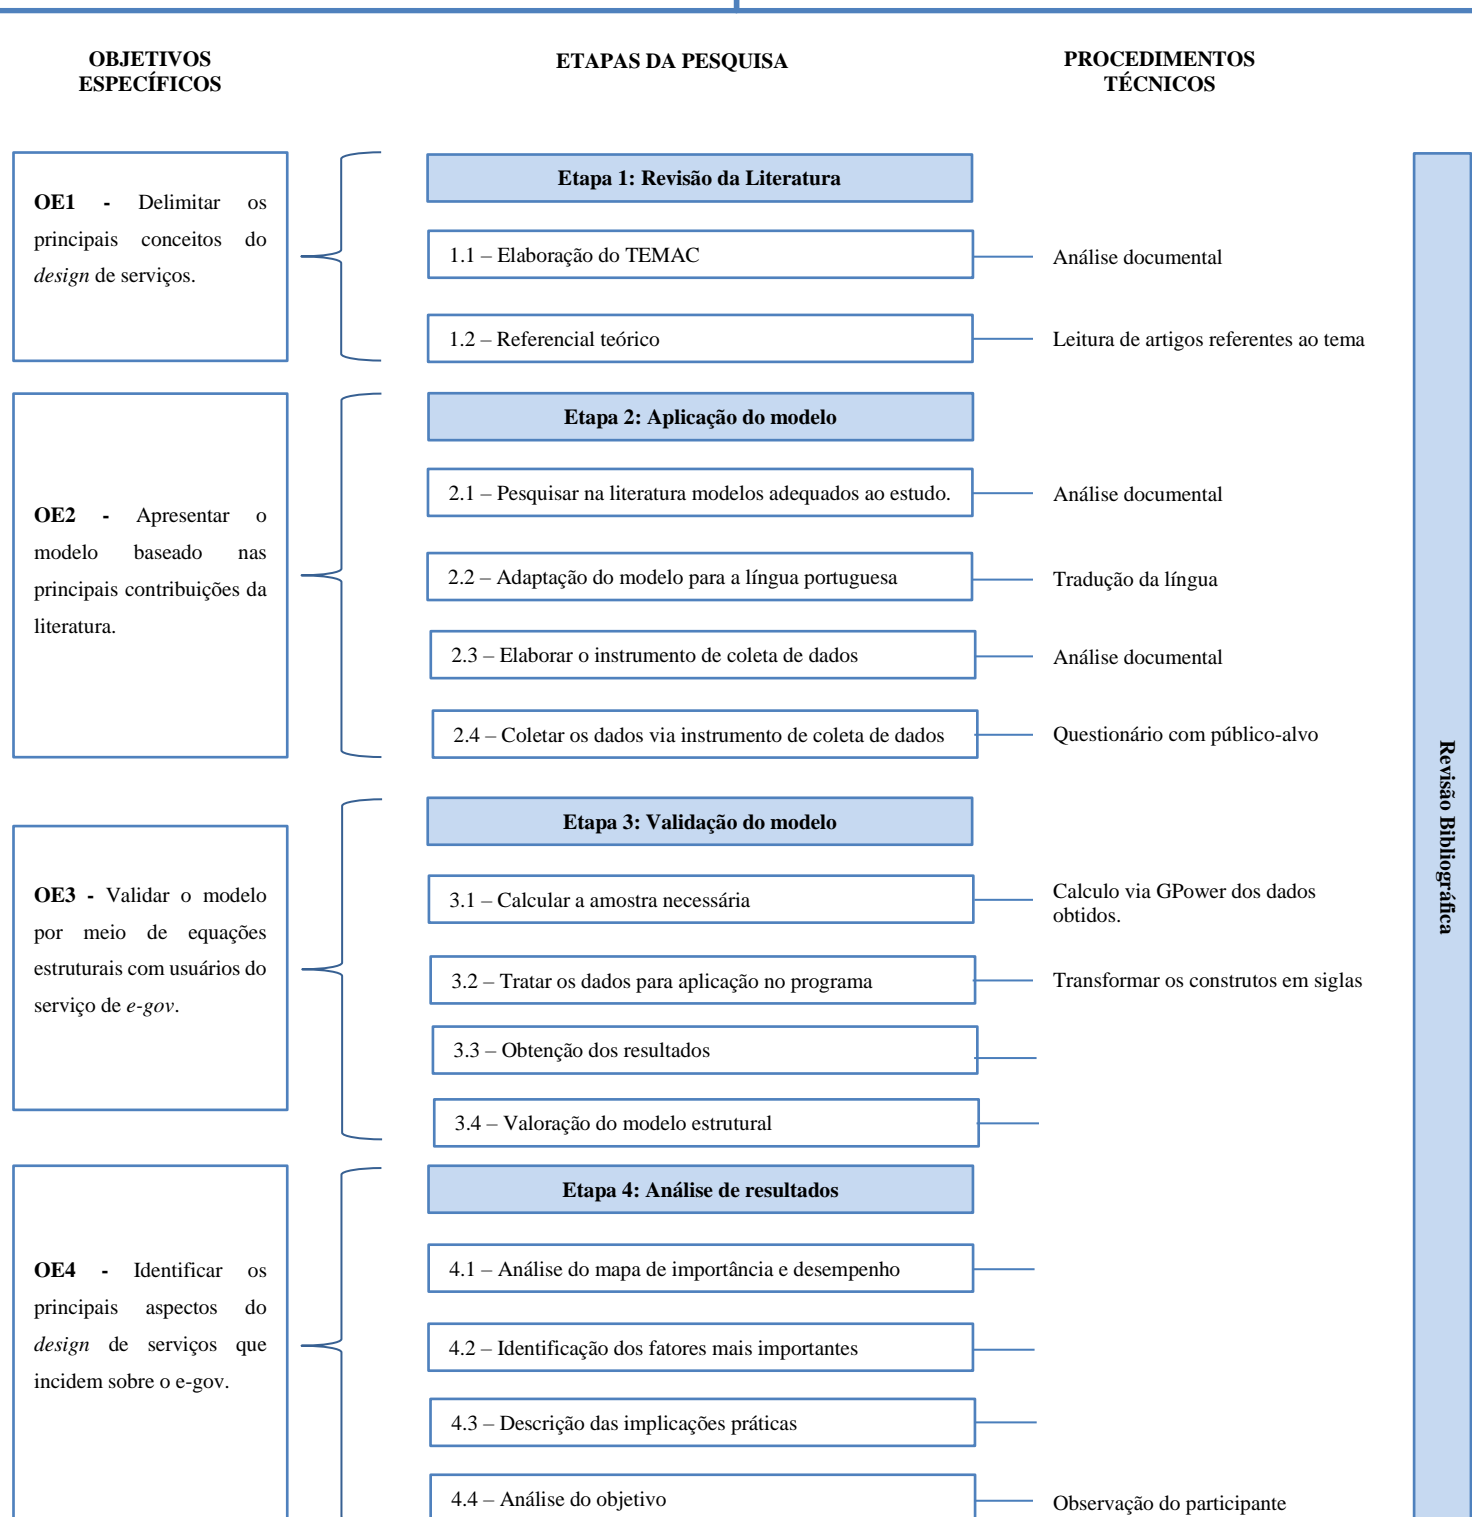 OBJETIVOS
ESPECÍFICOS
ETAPAS DA PESQUISA
PROCEDIMENTOS
TÉCNICOS
OE1 - Delimitar os
principais conceitos do
design de serviços.
Etapa 1: Revisão da Literatura
1.1 – Elaboração do TEMAC
Análise documental
1.2 – Referencial teórico
Leitura de artigos referentes ao tema
OE2 - Apresentar o
modelo baseado nas
principais contribuições da
literatura.
Etapa 2: Aplicação do modelo
2.1 – Pesquisar na literatura modelos adequados ao estudo.
Análise documental
2.2 – Adaptação do modelo para a língua portuguesa
Tradução da língua
2.3 – Elaborar o instrumento de coleta de dados
Análise documental
2.4 – Coletar os dados via instrumento de coleta de dados
Questionário com público-alvo
OE3 - Validar o modelo
por meio de equações
estruturais com usuários do
serviço de e-gov.
Etapa 3: Validação do modelo
3.1 – Calcular a amostra necessária
Calculo via GPower dos dados
obtidos.
3.2 – Tratar os dados para aplicação no programa
Transformar os construtos em siglas
3.3 – Obtenção dos resultados
3.4 – Valoração do modelo estrutural
OE4 - Identificar os
principais aspectos do
design de serviços que
incidem sobre o e-gov.
Etapa 4: Análise de resultados
4.1 – Análise do mapa de importância e desempenho
4.2 – Identificação dos fatores mais importantes
4.3 – Descrição das implicações práticas
4.4 – Análise do objetivo
Observação do participante
Revisão Bibliográfica